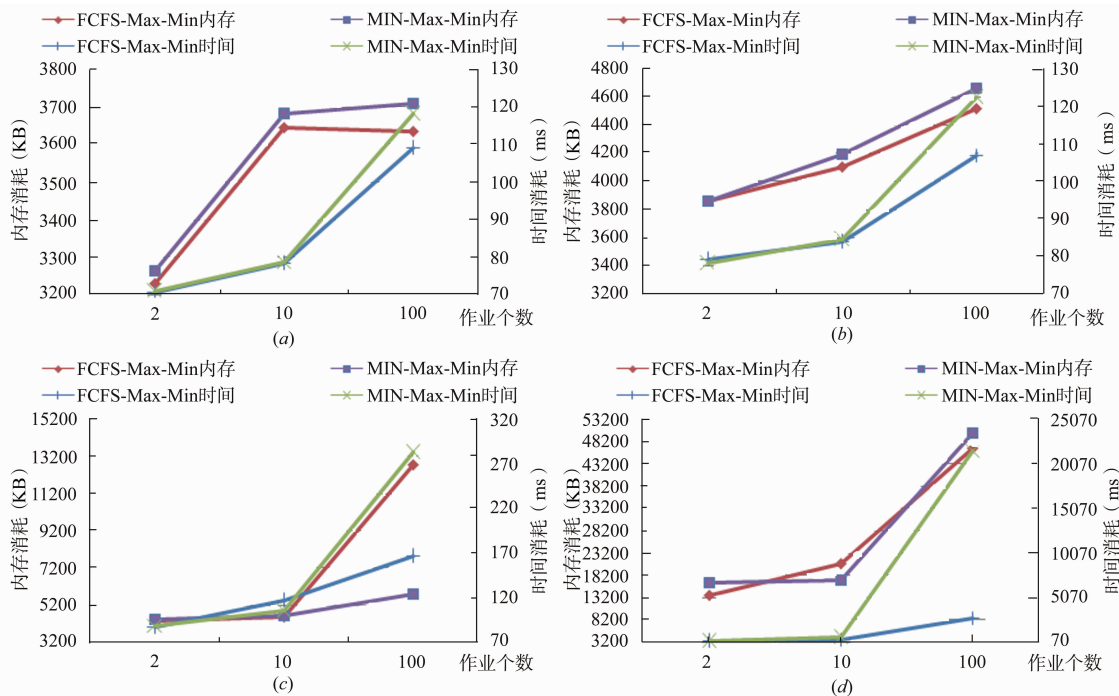 FCFS-Max-Min内存 MIN-Max-Min内存
FCFS-Max-Min时间 MIN-Max-Min时间
3800 130
3700 120
3600 110
3500 100
3400 90
3300 80
3200 70
内存消耗(KB)
时间消耗(ms)
2 10 100 作业个数
(a)
FCFS-Max-Min内存 MIN-Max-Min内存
FCFS-Max-Min时间 MIN-Max-Min时间
4800 130
4600 120
4400 110
4200 100
4000 90
3800 80
3600 70
3400
3200
内存消耗(KB)
时间消耗(ms)
2 10 100 作业个数
(b)
FCFS-Max-Min内存 MIN-Max-Min内存
FCFS-Max-Min时间 MIN-Max-Min时间
15200 320
13200 270
11200 220
9200 170
7200 120
5200 70
3200
内存消耗(KB)
时间消耗(ms)
2 10 100 作业个数
(c)
FCFS-Max-Min内存 MIN-Max-Min内存
FCFS-Max-Min时间 MIN-Max-Min时间
53200 25070
48200 20070
43200 15070
38200 10070
33200 5070
28200 70
23200
18200
13200
8200
3200
内存消耗(KB)
时间消耗(ms)
2 10 100 作业个数
(d)